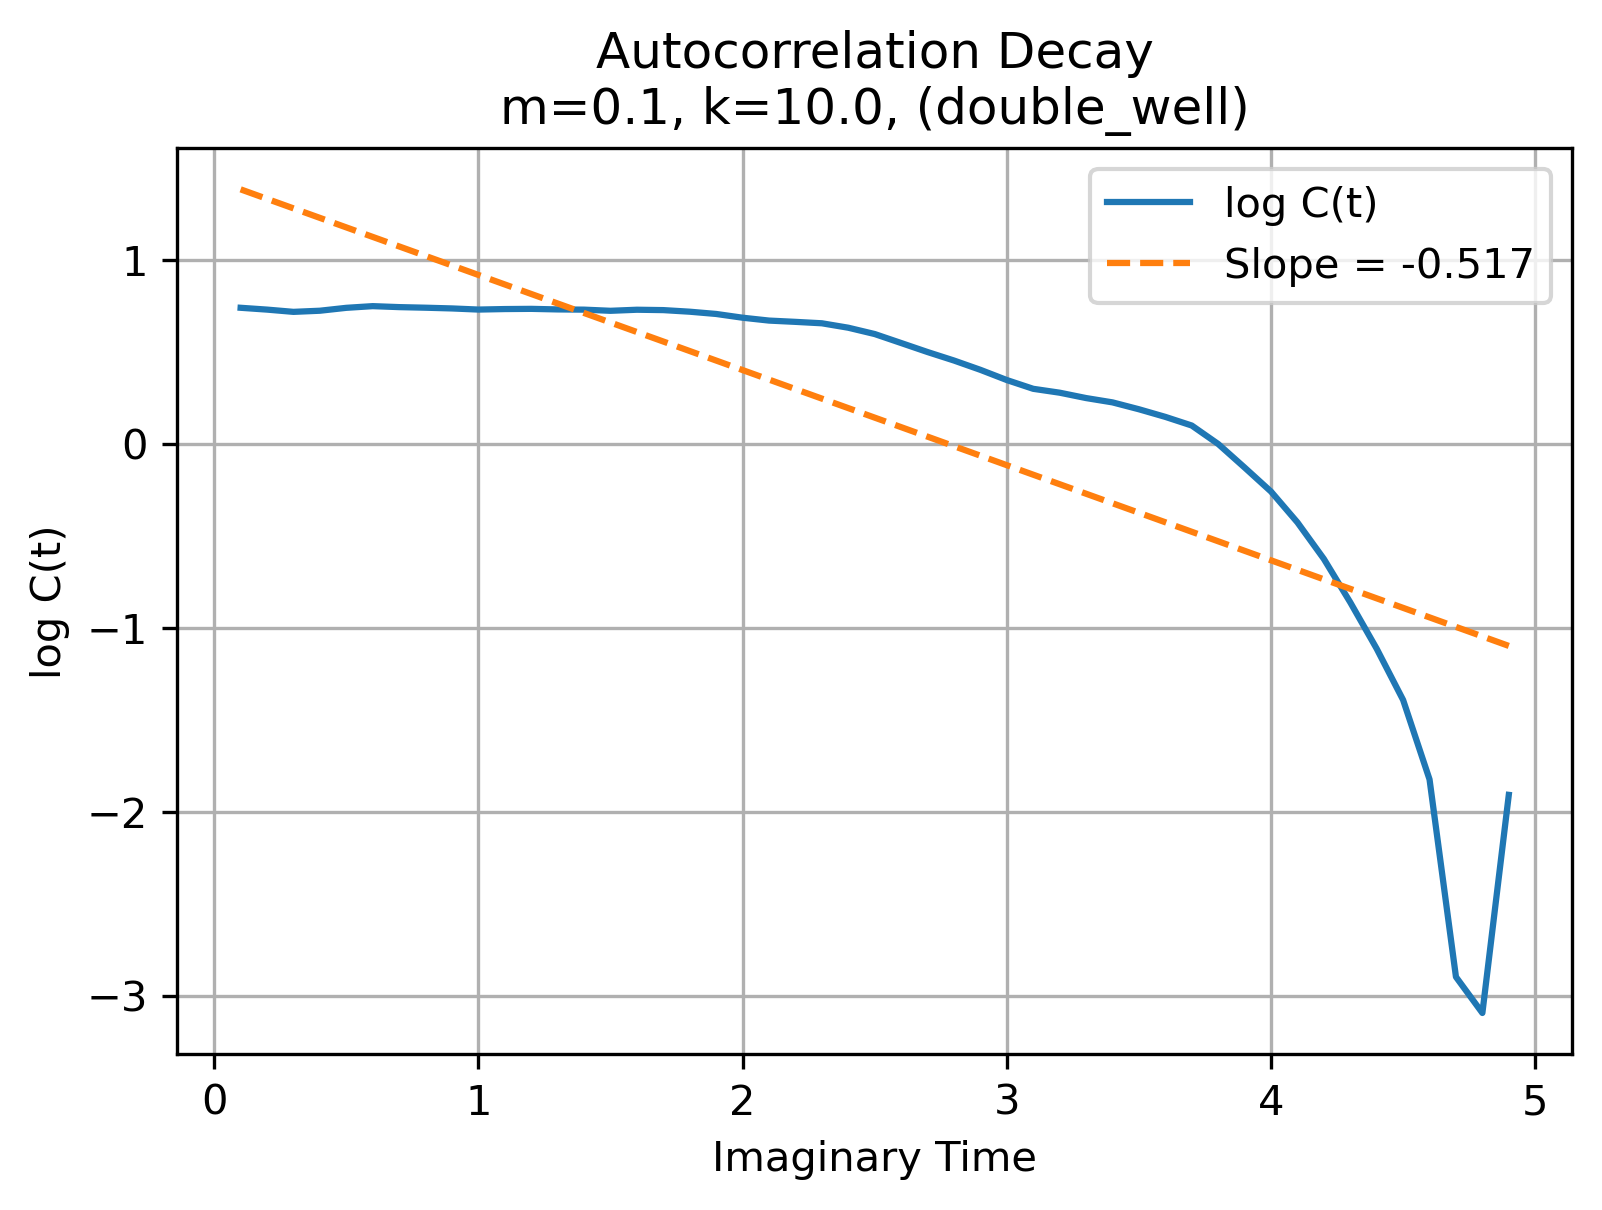 Autocorrelation Decay
m=0.1, k=10.0, (double_well)
log C(t)
Slope = -0.517
1
0
−1
−2
−3
log C(t)
0
1
2
3
4
5
Imaginary Time